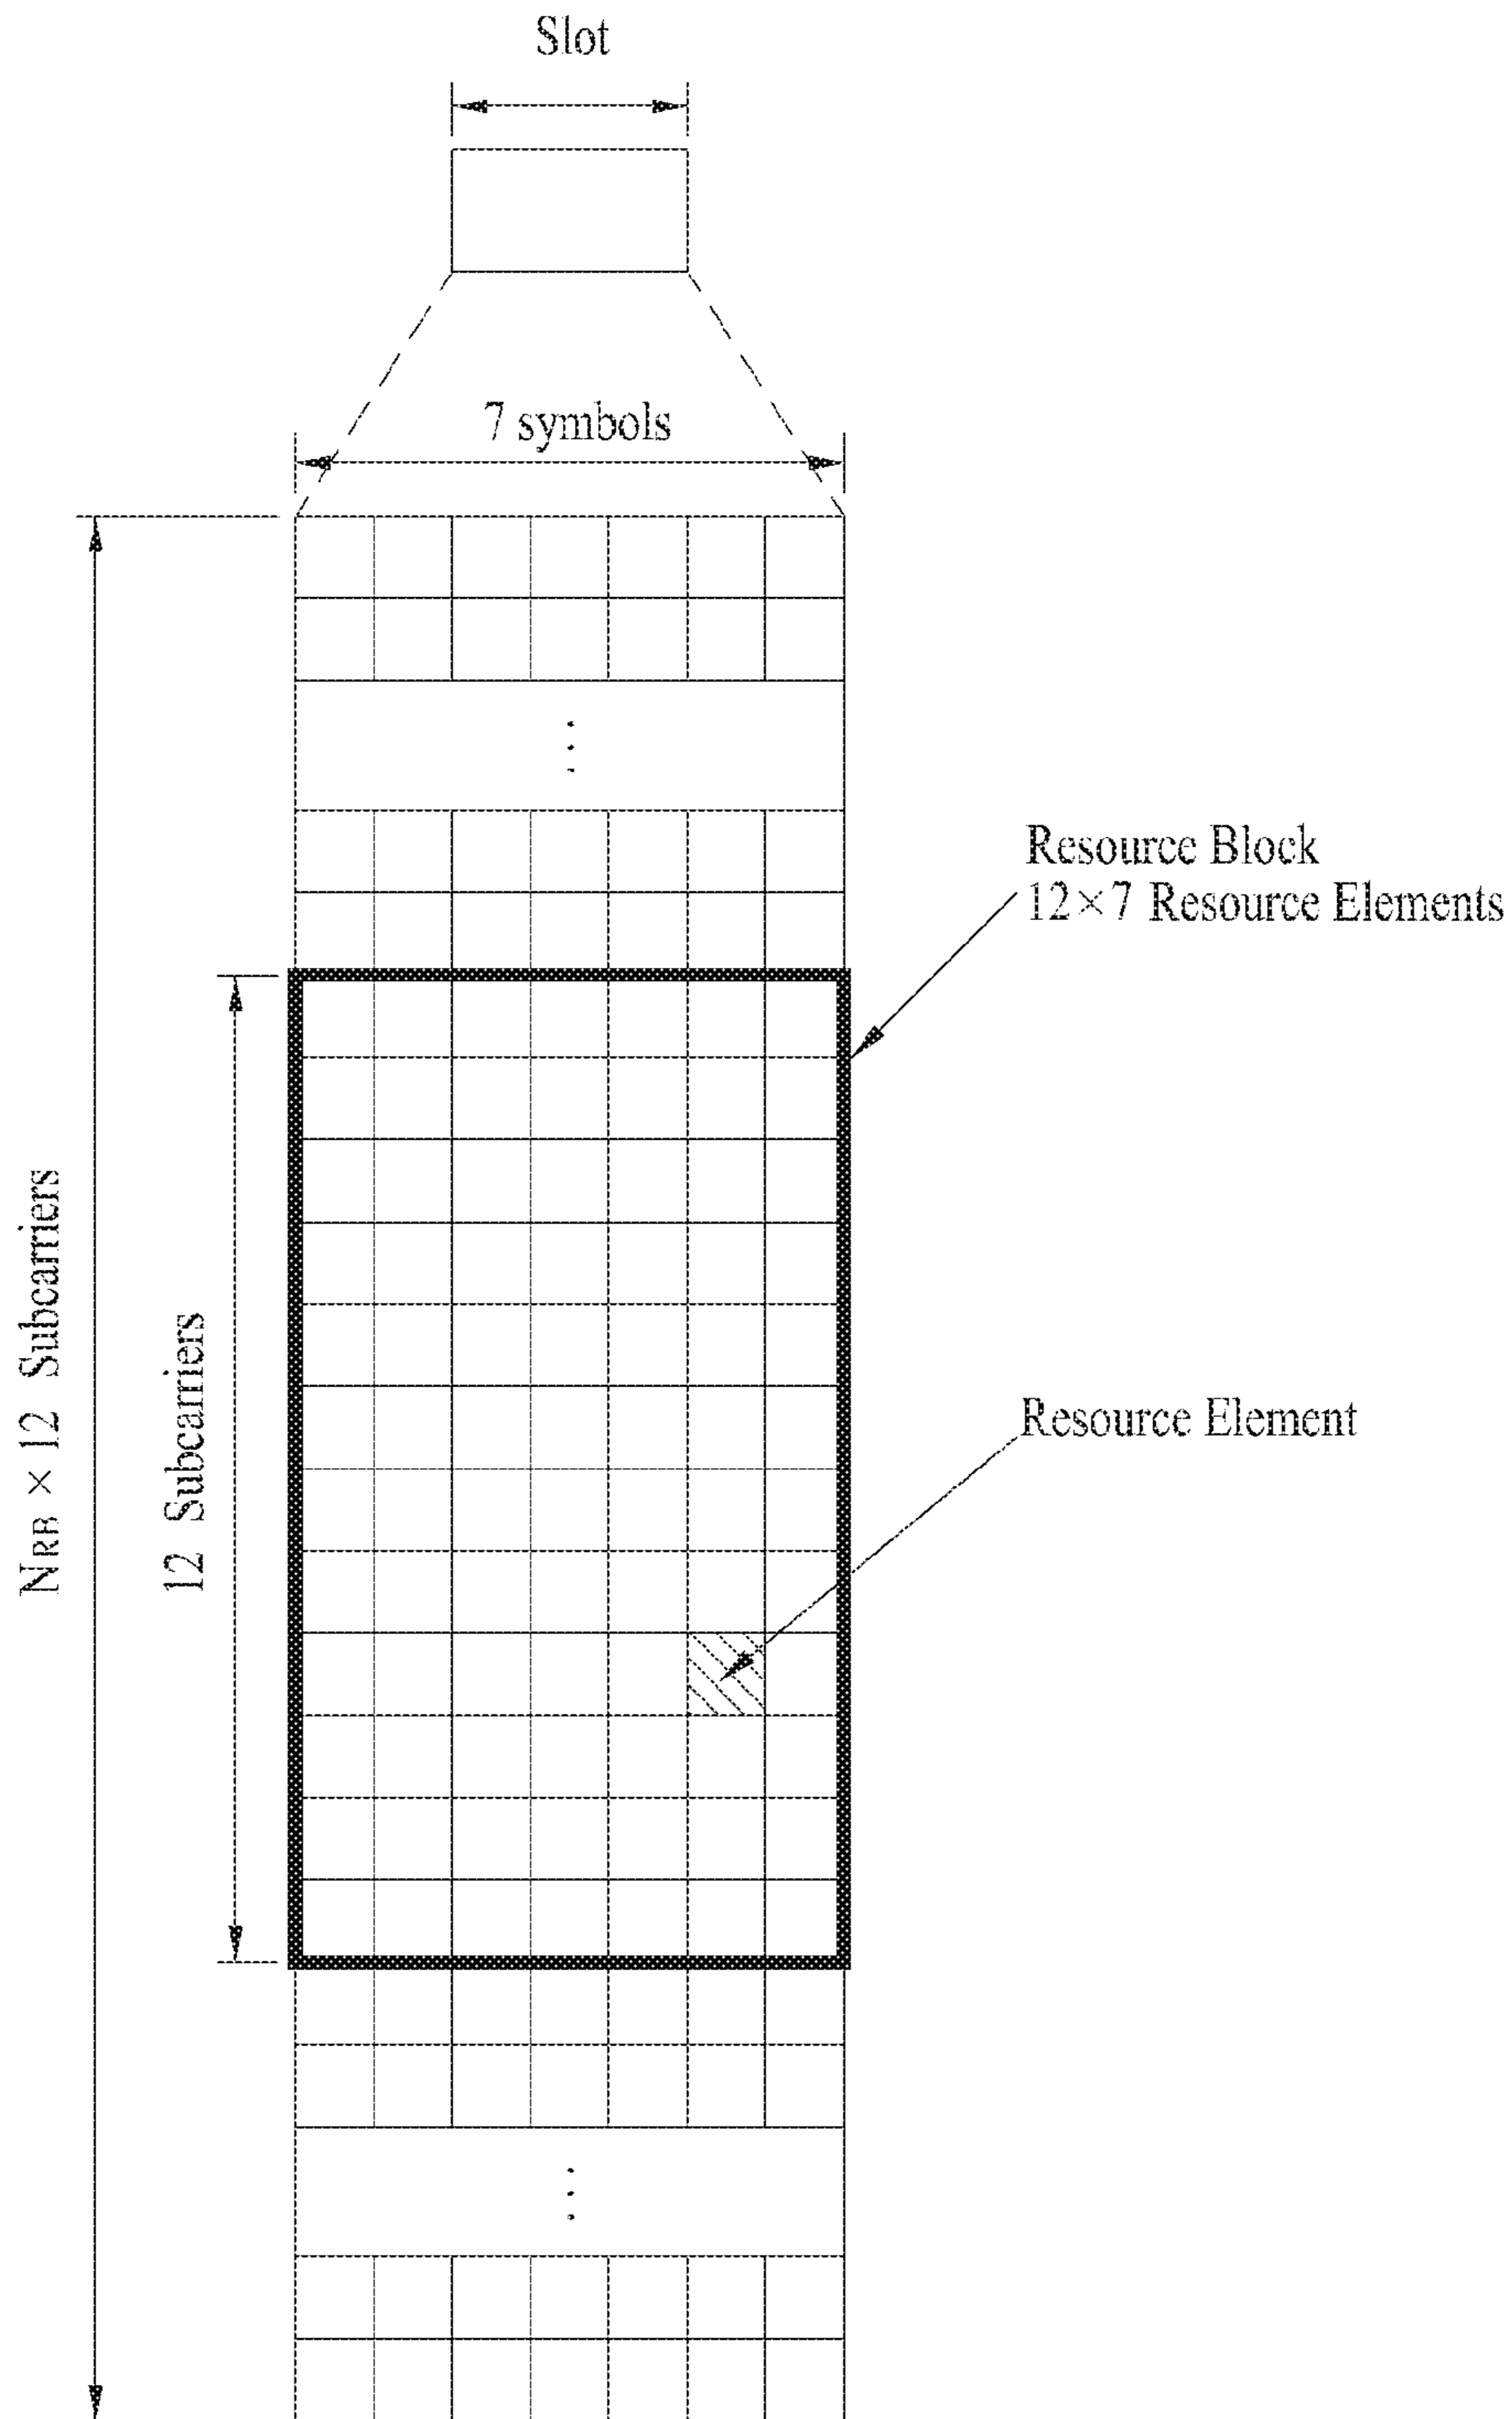 Slot
7 symbols
Resource Block
12×7 Resource Elements
Resource Element
12 Subcarriers
NRB × 12 Subcarriers